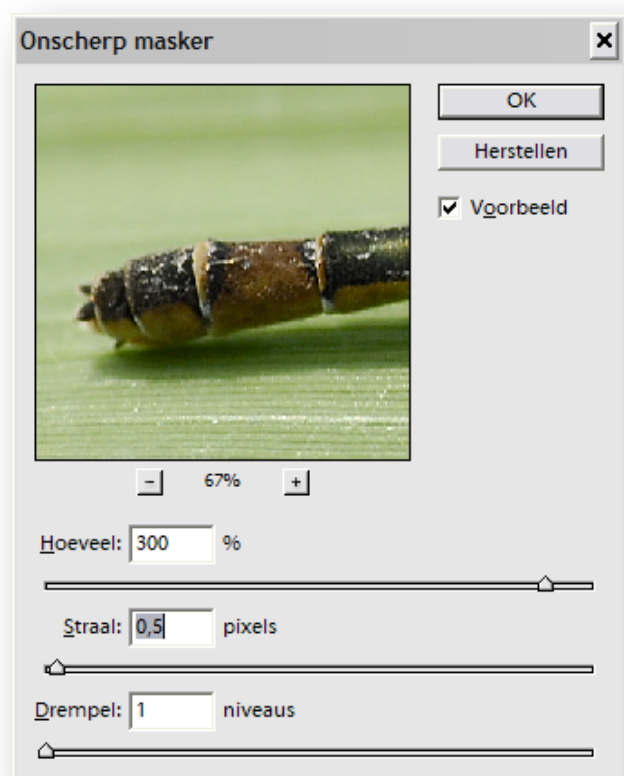 Onscherp masker
OK
Herstellen
Voorbeeld
67%
Hoeveel: 300 %
Straal: 0,5 pixels
Drempel: 1 niveaus